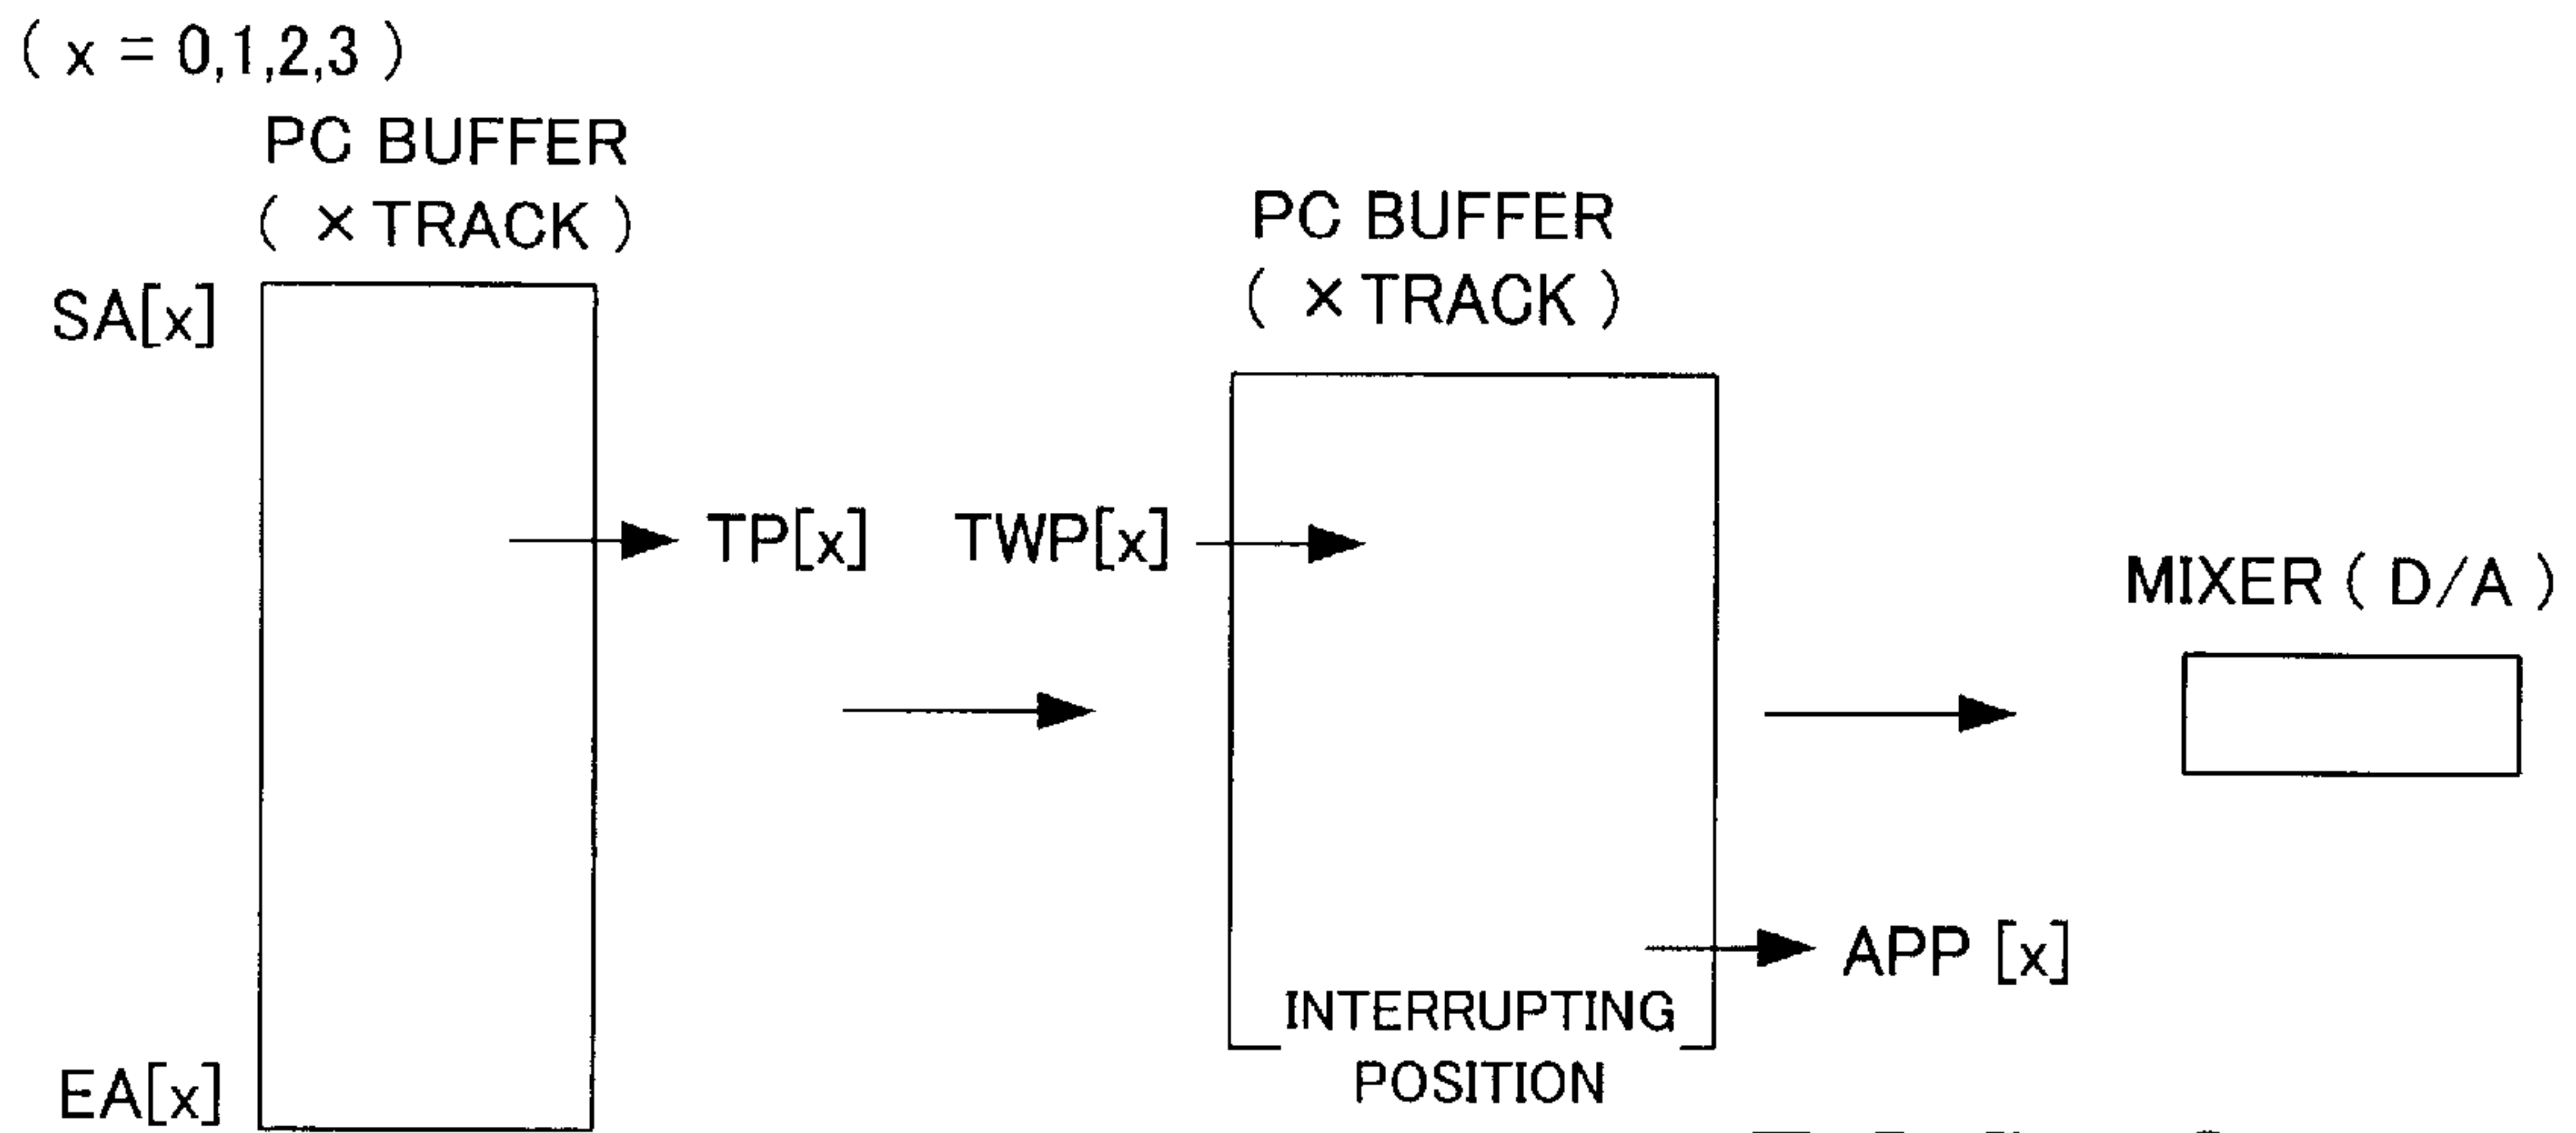 ( x = 0,1,2,3 )
PC BUFFER
( × TRACK )
SA[x]
EA[x]
TP[x]
TWP[x]
PC BUFFER
( × TRACK )
INTERRUPTING
POSITION
APP [x]
MIXER ( D/A )